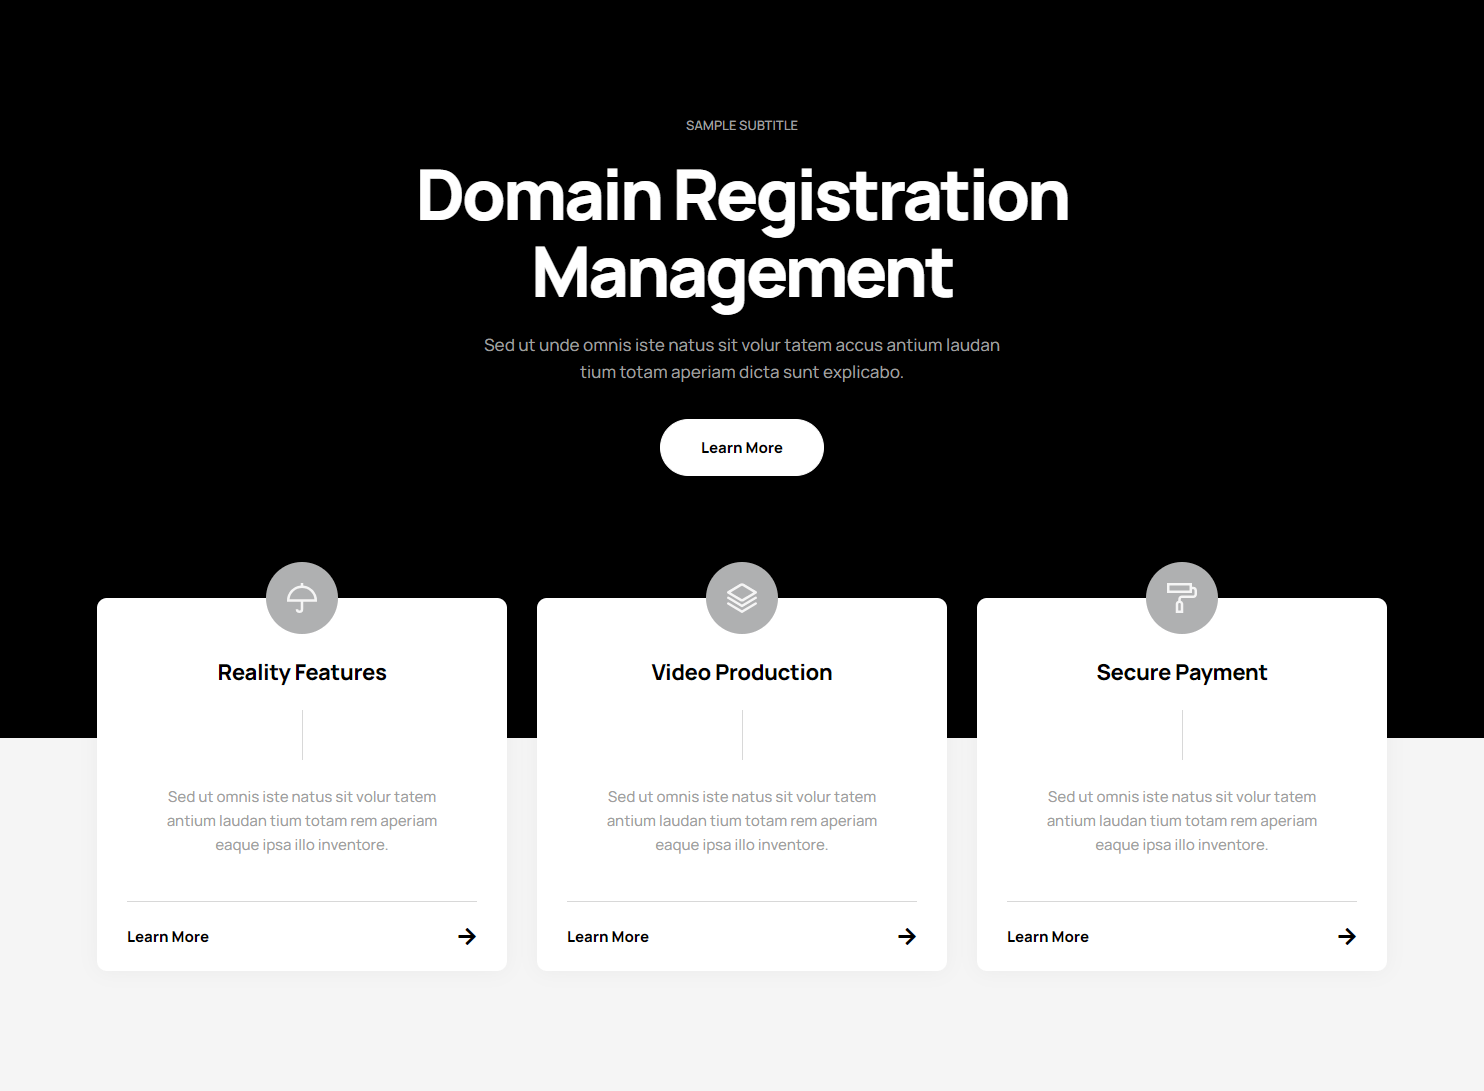 SAMPLE SUBTITLE
Domain Registration
Management
Sed ut unde omnis iste natus sit volur tatem accus antium laudan
tium totam aperiam dicta sunt explicabo.
Learn More
Reality Features
Sed ut omnis iste natus sit volur tatem
antium laudan tium totam rem aperiam
eaque ipsa illo inventore.
Learn More
Video Production
Sed ut omnis iste natus sit volur tatem
antium laudan tium totam rem aperiam
eaque ipsa illo inventore.
Learn More
Secure Payment
Sed ut omnis iste natus sit volur tatem
antium laudan tium totam rem aperiam
eaque ipsa illo inventore.
Learn More